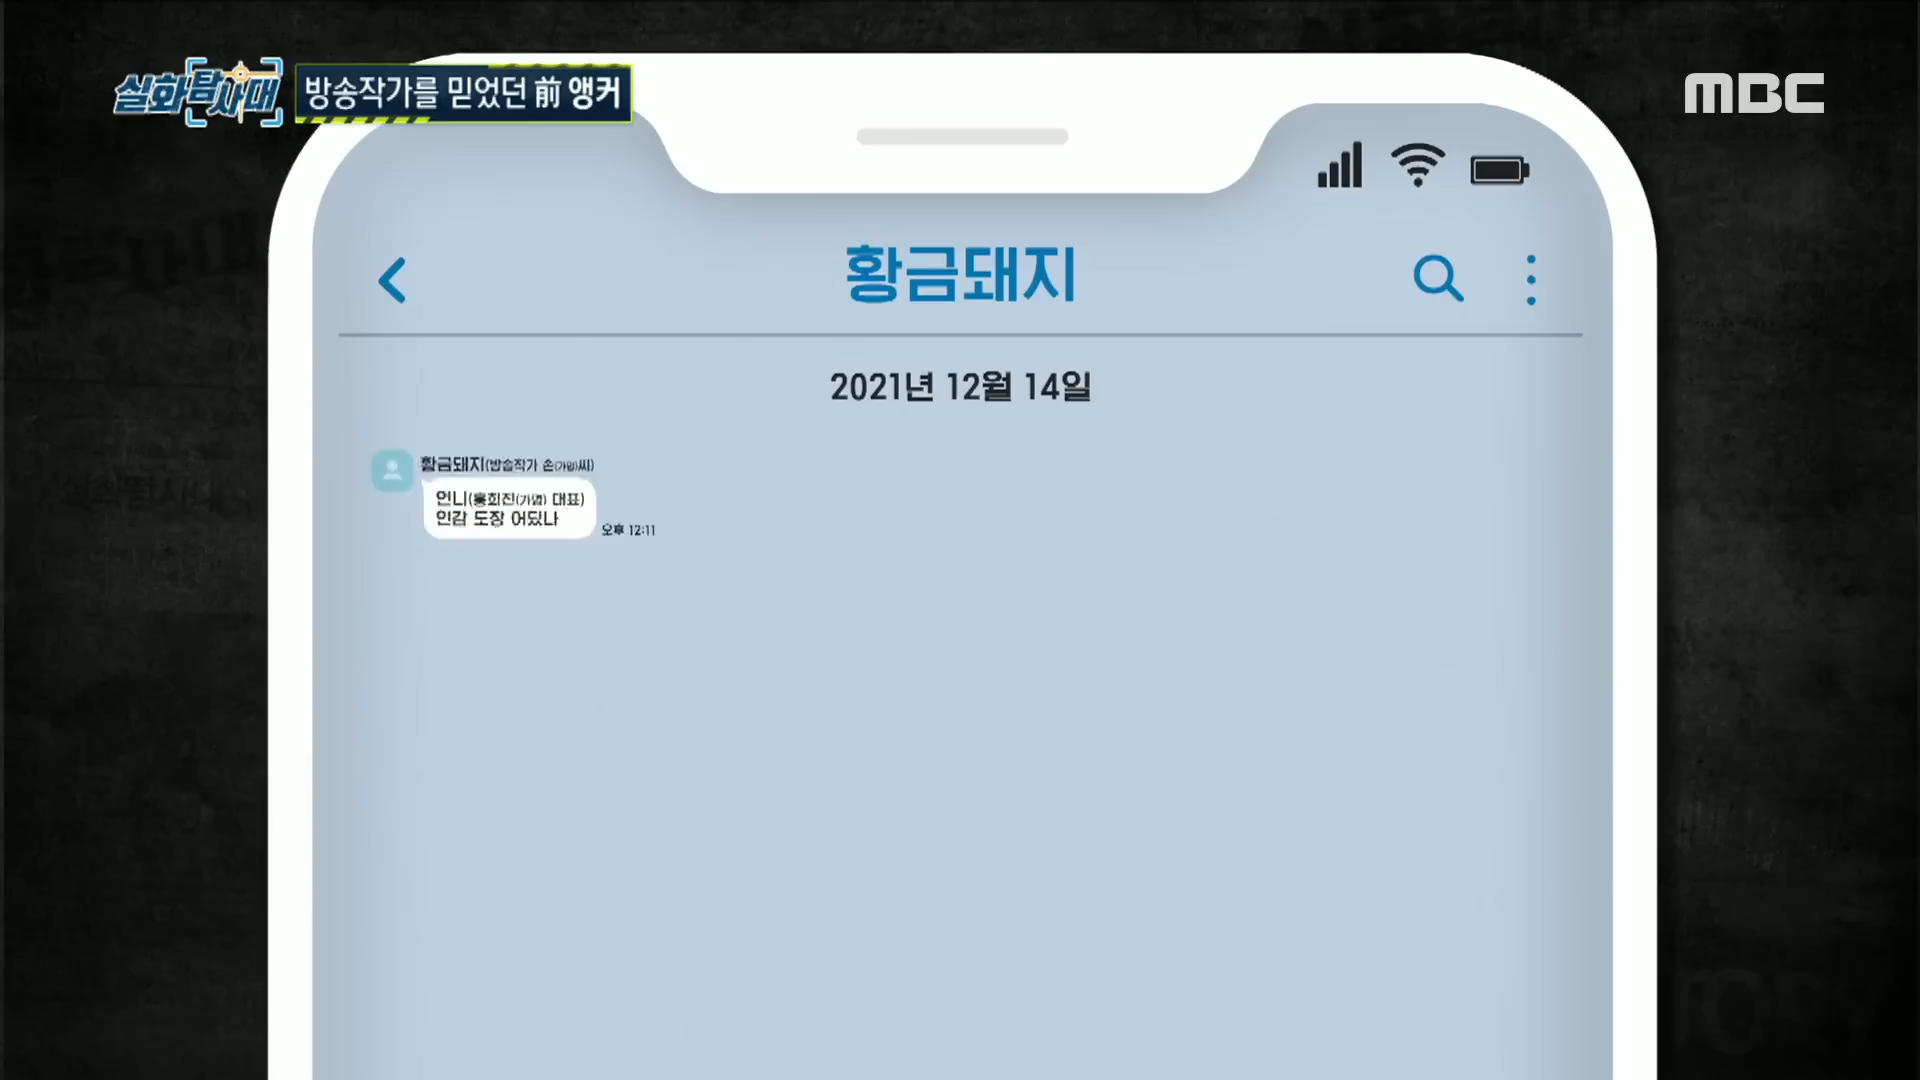 실화탐사대
방송작가를 믿었던 前 앵커
MBC
황금돼지
2021년 12월 14일
황금돼지(방송작가 손(가명)씨)
언니(홍희진(가명) 대표)
인감 도장 어딨나
오후 12:11